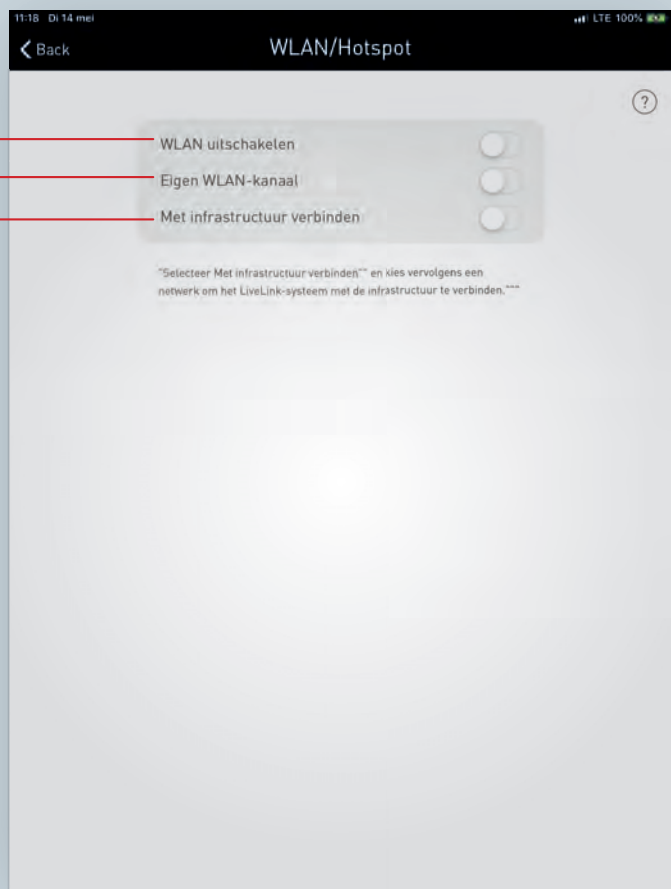 11:18 Di 14 mei
LTE 100%
Back
WLAN/Hotspot
?
WLAN uitschakelen
Eigen WLAN-kanaal
Met infrastructuur verbinden
"Selecteer Met infrastructuur verbinden"" en kies vervolgens een
netwerk om het LiveLink-systeem met de infrastructuur te verbinden."""